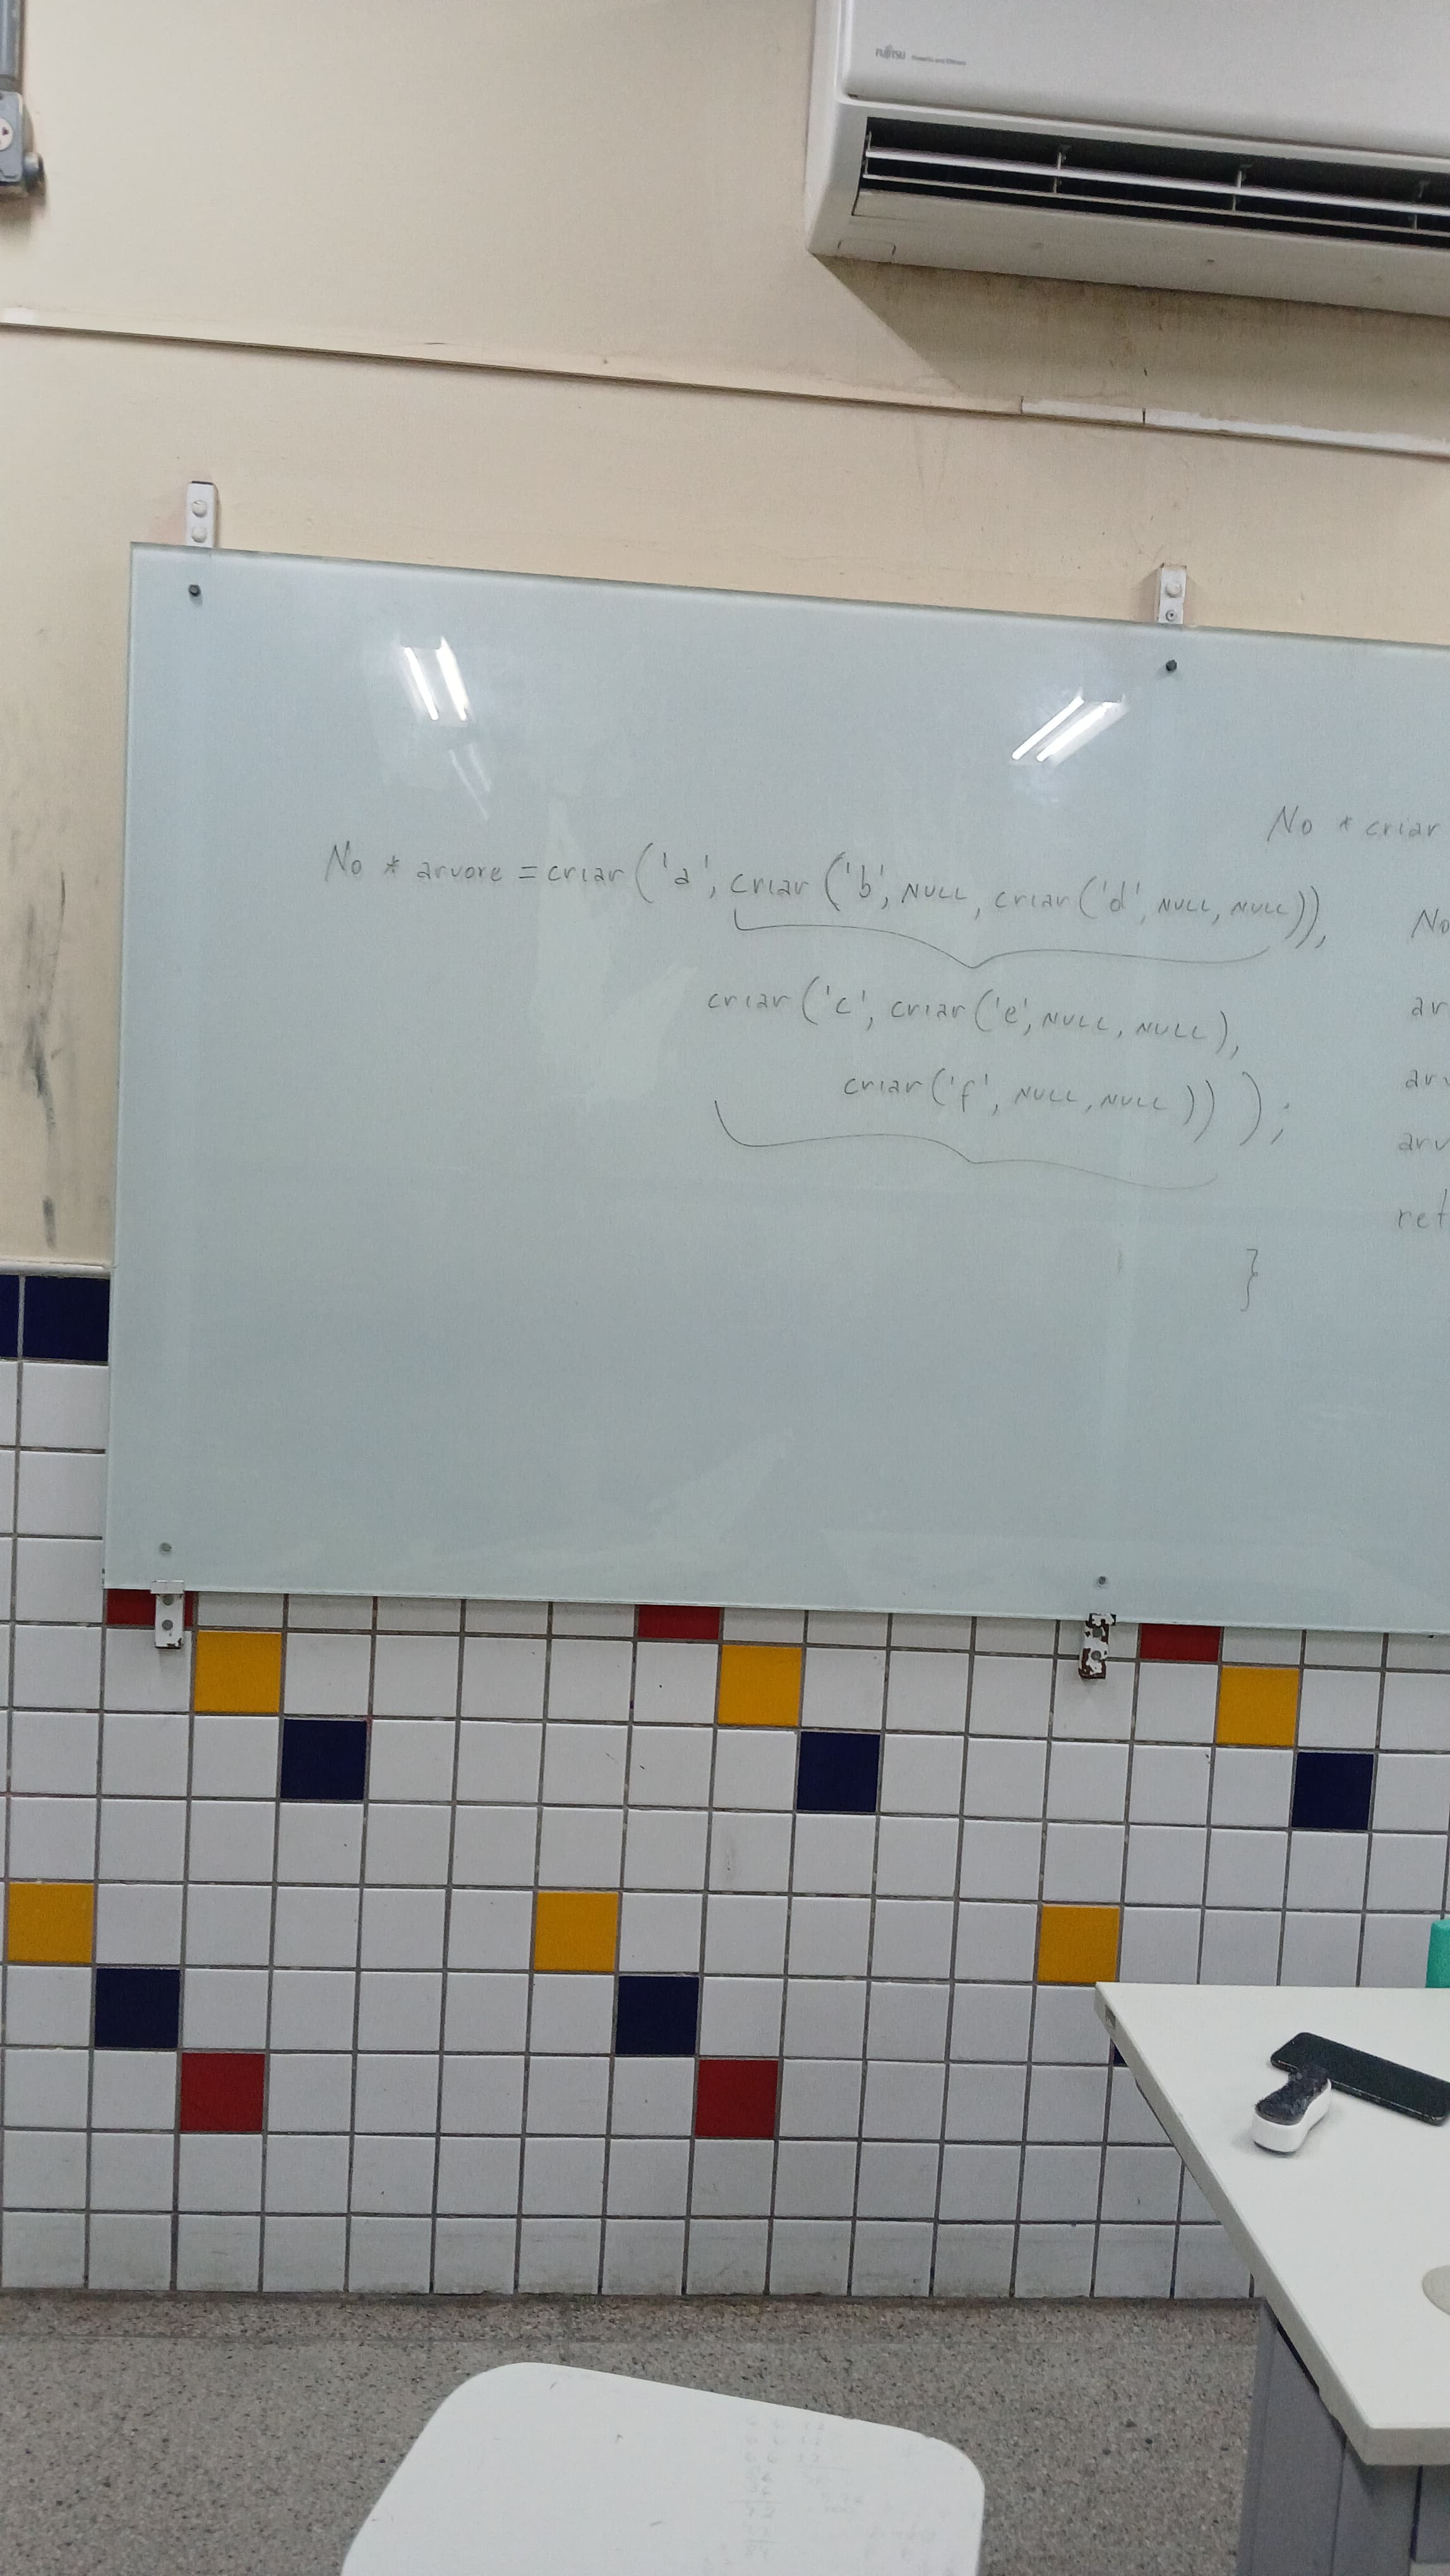 FUJITSU
No * arvore = criar('a', criar('b', NULL, criar('d', NULL, NULL)),
criar('c', criar('e', NULL, NULL),
criar('f', NULL, NULL)) );
No * criar
No
ar
arv
arv
ret
}